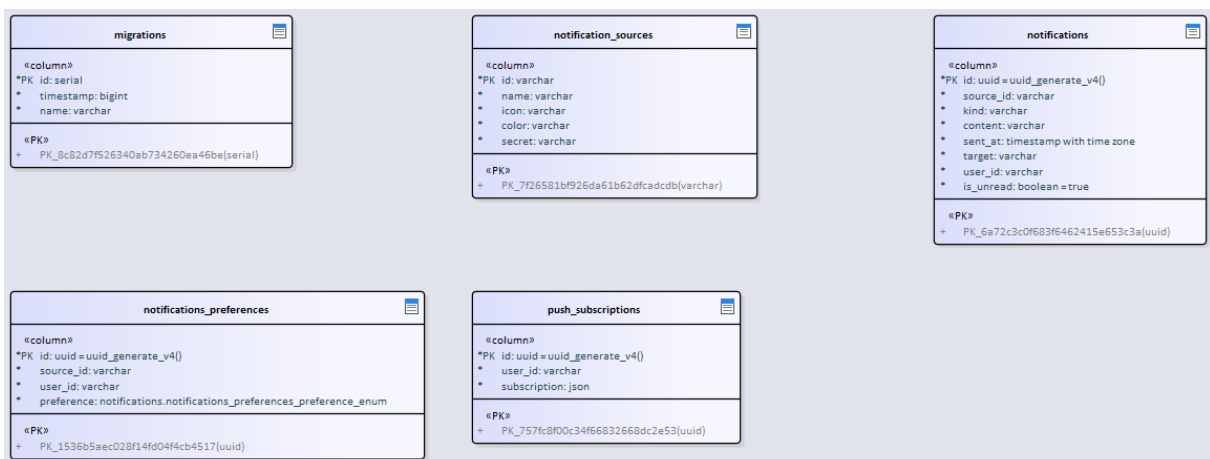 migrations
«column»
*PK id: serial
* timestamp: bigint
* name: varchar
«PK»
+ PK_8c82d7f526340ab734260ea46be(serial)
notification_sources
«column»
*PK id: varchar
* name: varchar
* icon: varchar
* color: varchar
* secret: varchar
«PK»
+ PK_7f26581bf926da61b62dfcadcdb(varchar)
notifications
«column»
*PK id: uuid = uuid_generate_v4()
* source_id: varchar
* kind: varchar
* content: varchar
* sent_at: timestamp with time zone
* target: varchar
* user_id: varchar
* is_unread: boolean = true
«PK»
+ PK_6a72c3c0f683f6462415e653c3a(uuid)
notifications_preferences
«column»
*PK id: uuid = uuid_generate_v4()
* source_id: varchar
* user_id: varchar
* preference: notifications.notifications_preferences_preference_enum
«PK»
+ PK_1536b5aec028f14fd04f4cb4517(uuid)
push_subscriptions
«column»
*PK id: uuid = uuid_generate_v4()
* user_id: varchar
* subscription: json
«PK»
+ PK_757fc8f00c34f66832668dc2e53(uuid)